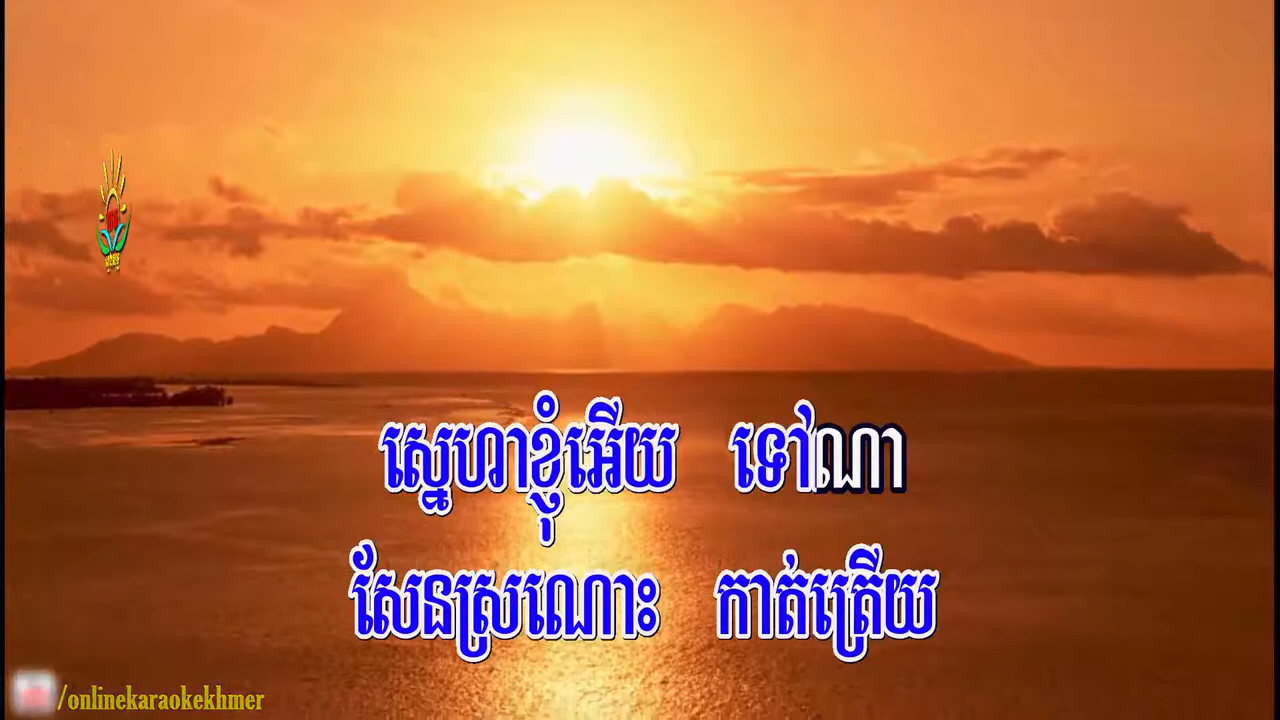 ស្នេហាខ្ញុំអើយ ទៅណា
សែនស្រណោះ កាត់ត្រើយ
/onlinekaraokekhmer